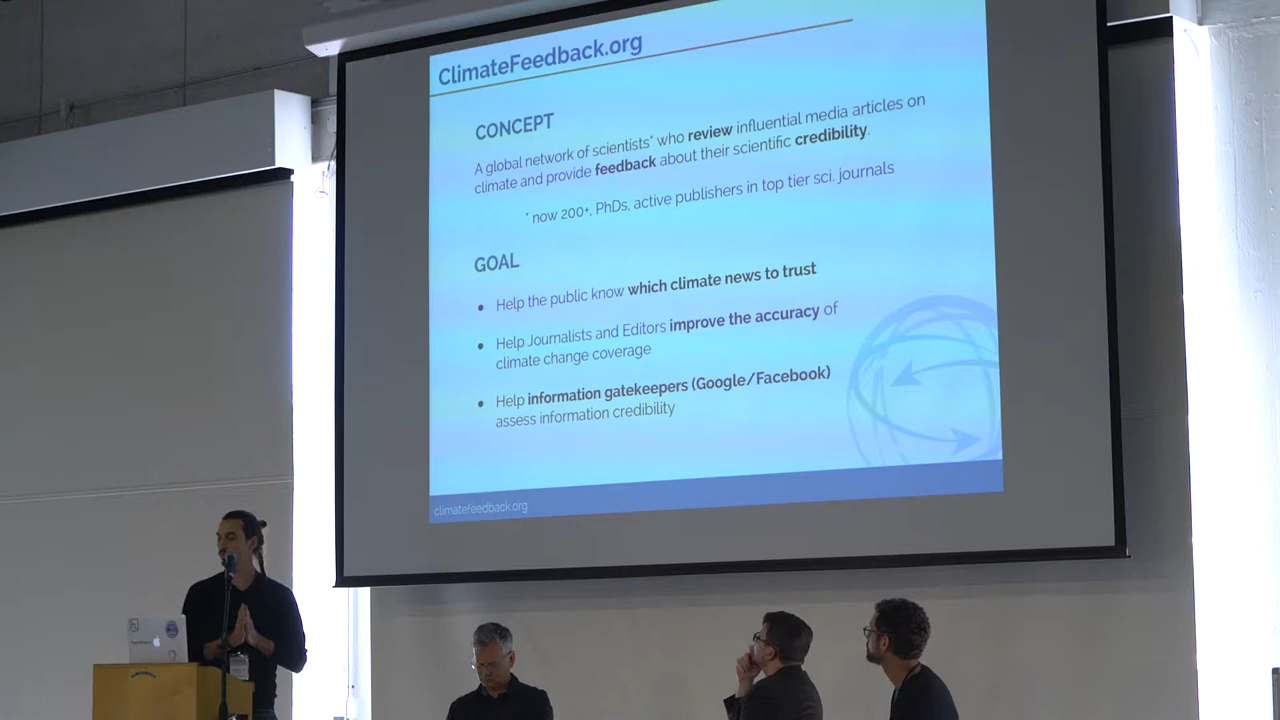 ClimateFeedback.org
CONCEPT
A global network of scientists* who review influential media articles on
climate and provide feedback about their scientific credibility.
* now 200+, PhDs, active publishers in top tier sci. journals
GOAL
• Help the public know which climate news to trust
• Help Journalists and Editors improve the accuracy of
climate change coverage
• Help information gatekeepers (Google/Facebook)
assess information credibility
climatefeedback.org